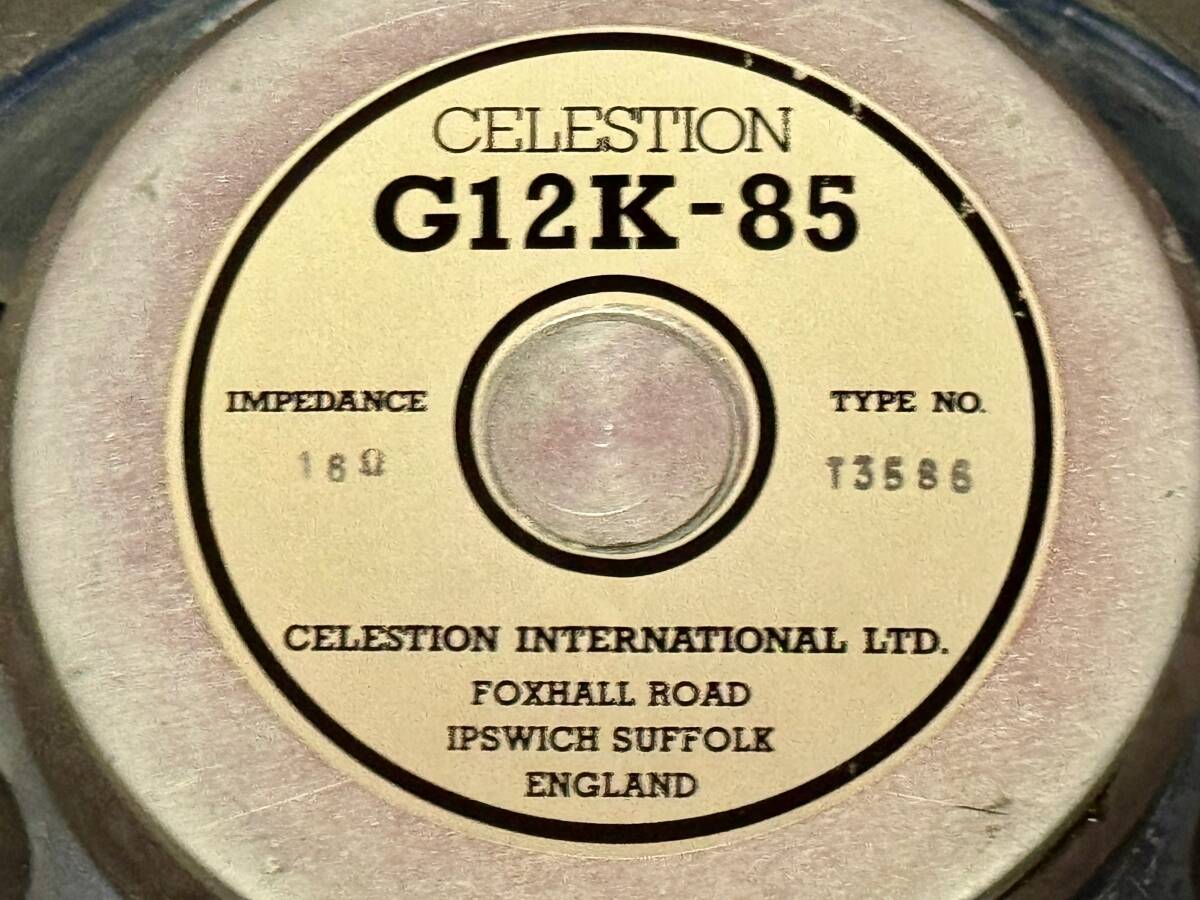 CELESTION
G12K-85
IMPEDANCE TYPE NO.
16Ω T3586
CELESTION INTERNATIONAL LTD.
FOXHALL ROAD
IPSWICH SUFFOLK
ENGLAND